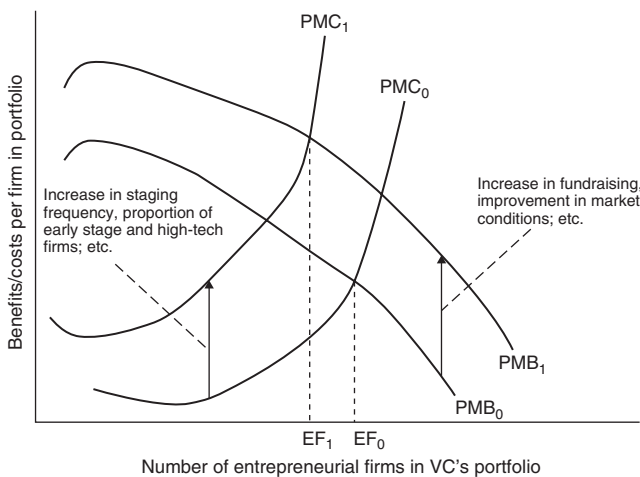 PMC₁
PMC₀
Benefits/costs per firm in portfolio
Increase in staging
frequency, proportion of
early stage and high-tech
firms; etc.
Increase in fundraising,
improvement in market
conditions; etc.
PMB₁
PMB₀
EF₁ EF₀
Number of entrepreneurial firms in VC's portfolio